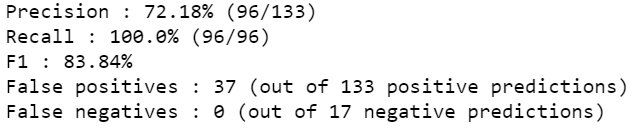 Precision : 72.18% (96/133)
Recall : 100.0% (96/96)
F1 : 83.84%
False positives : 37 (out of 133 positive predictions)
False negatives : 0 (out of 17 negative predictions)